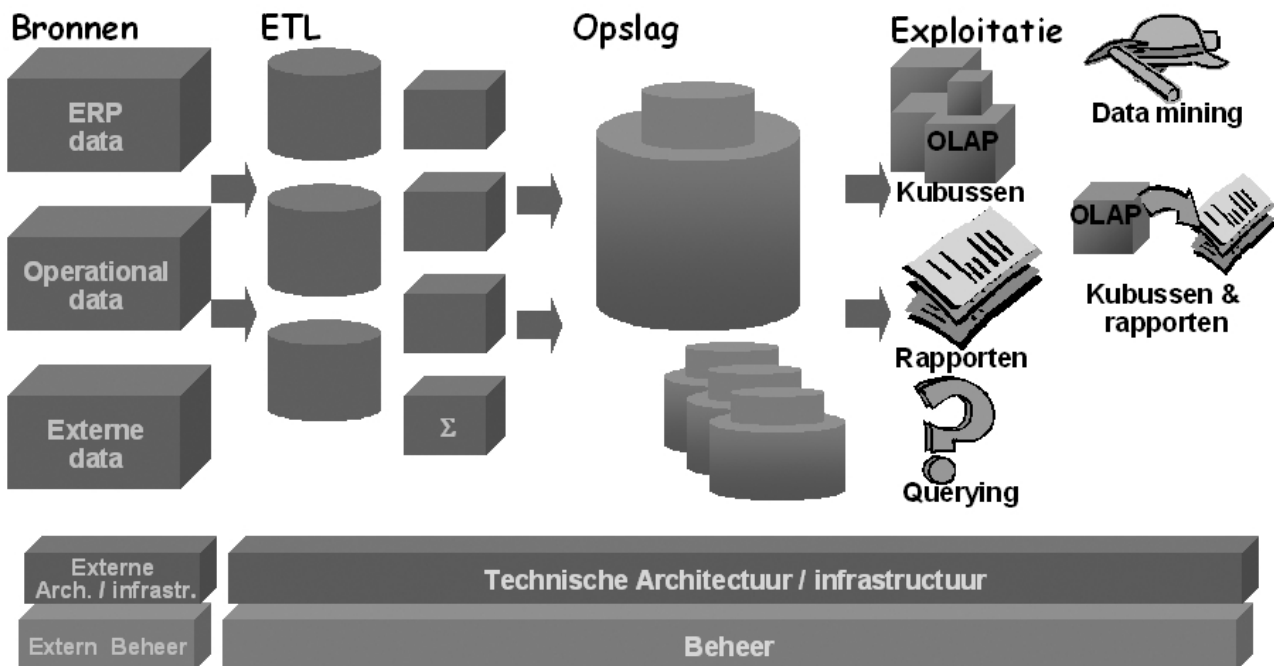 Bronnen
ETL
Opslag
Exploitatie
ERP
data
Operational
data
Externe
data
Σ
OLAP
Kubussen
Rapporten
Querying
Data mining
OLAP
Kubussen &
rapporten
Externe
Arch. / infrastr.
Technische Architectuur / infrastructuur
Extern Beheer
Beheer